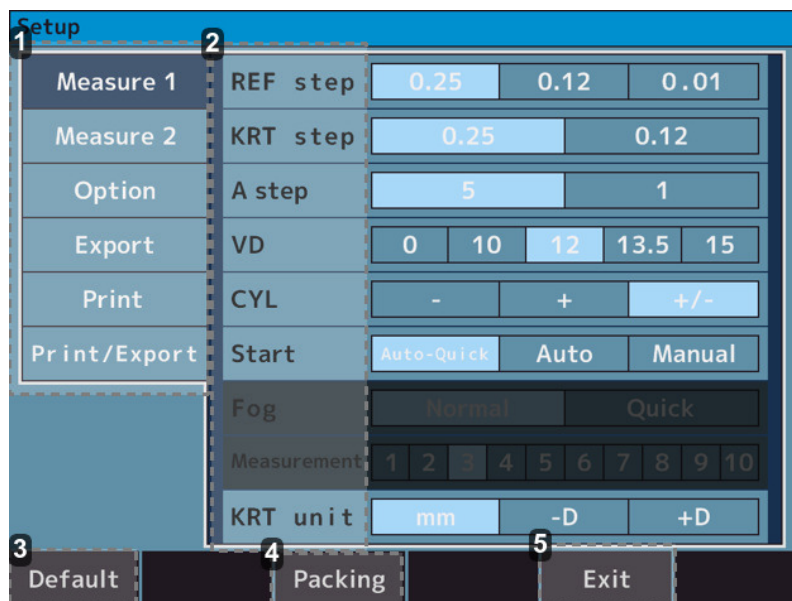 Setup
1
2
Measure 1
REF step 0.25 0.12 0.01
Measure 2
KRT step 0.25 0.12
Option
A step 5 1
Export
VD 0 10 12 13.5 15
Print
CYL - + +/-
Print/Export
Start Auto-Quick Auto Manual
Fog Normal Quick
Measurement 1 2 3 4 5 6 7 8 9 10
KRT unit mm -D +D
3
4
5
Default
Packing
Exit